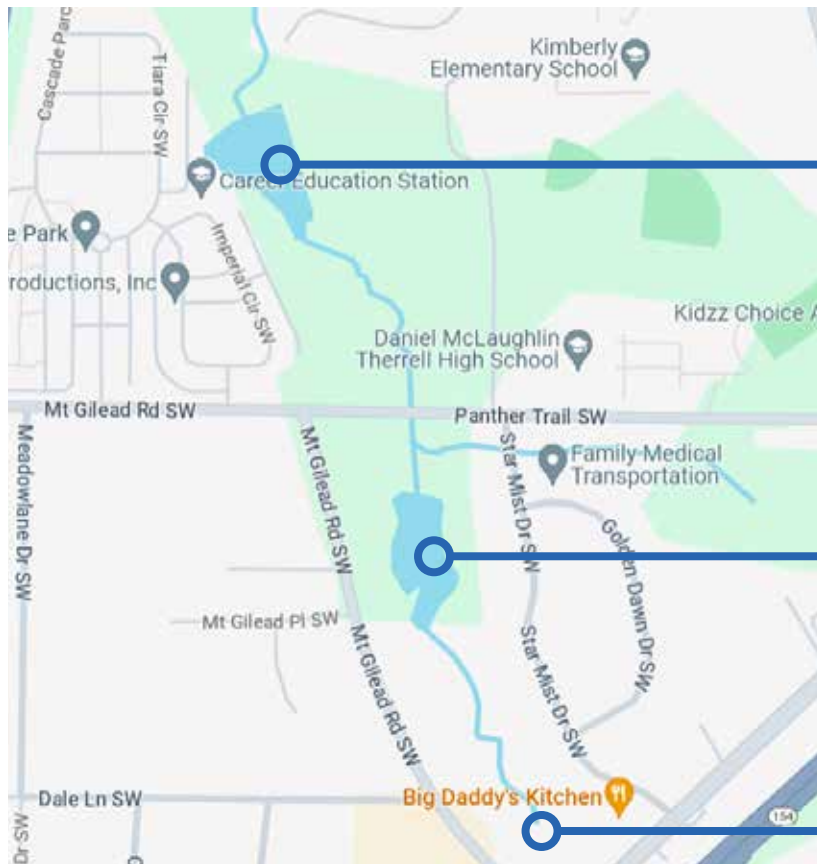 Cascade Parc
Tiara Cir SW
Kimberly
Elementary School
Career Education Station
e Park
Imperial Cir SW
roductions, Inc
Kidzz Choice A
Daniel McLaughlin
Therrell High School
Mt Gilead Rd SW
Panther Trail SW
Meadowlane Dr SW
Mt Gilead Rd SW
Star Mist Dr SW
Family Medical
Transportation
Golden Dawn Dr SW
Mt Gilead Pl SW
Mt Gilead Rd SW
Star Mist Dr SW
Dale Ln SW
Big Daddy's Kitchen
154
Dr SW